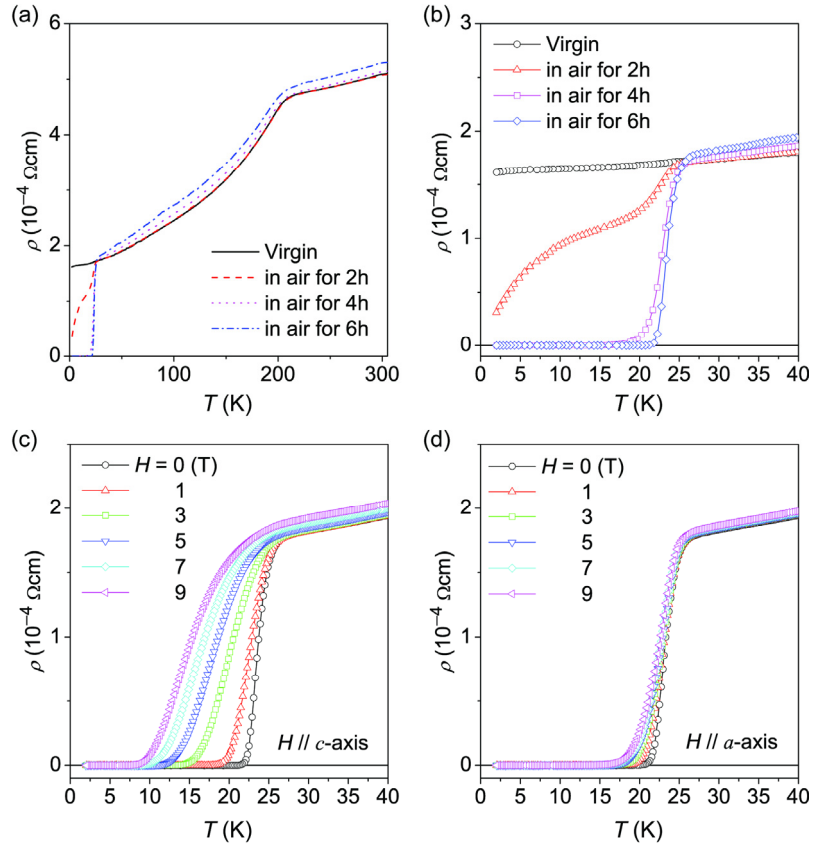 (a)
6
4
2
0
ρ (10⁻⁴ Ωcm)
0
100
200
300
T (K)
Virgin
in air for 2h
in air for 4h
in air for 6h
(b)
3
2
1
0
ρ (10⁻⁴ Ωcm)
0 5 10 15 20 25 30 35 40
T (K)
Virgin
in air for 2h
in air for 4h
in air for 6h
(c)
2
1
0
ρ (10⁻⁴ Ωcm)
0 5 10 15 20 25 30 35 40
T (K)
H = 0 (T)
1
3
5
7
9
H // c-axis
(d)
2
1
0
ρ (10⁻⁴ Ωcm)
0 5 10 15 20 25 30 35 40
T (K)
H = 0 (T)
1
3
5
7
9
H // a-axis